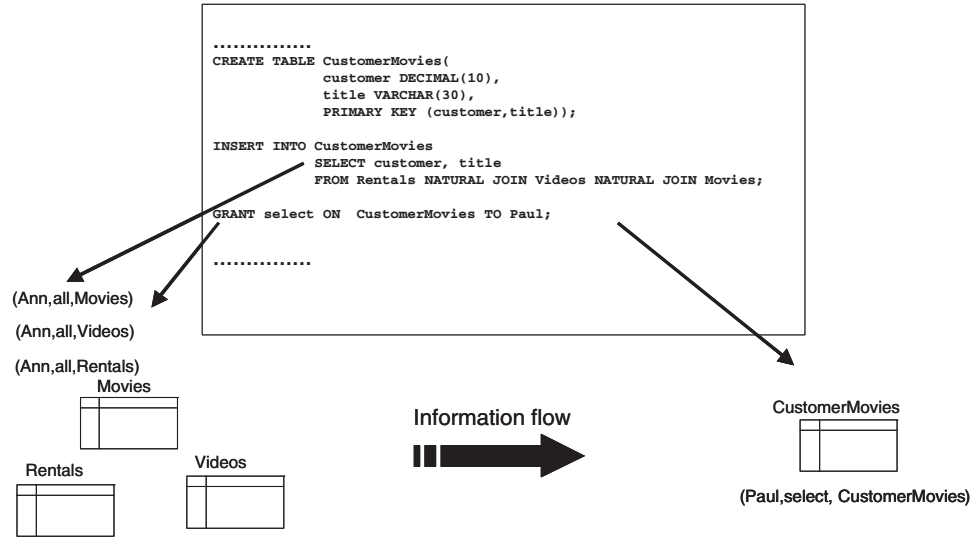 ...............
CREATE TABLE CustomerMovies(
customer DECIMAL(10),
title VARCHAR(30),
PRIMARY KEY (customer,title));
INSERT INTO CustomerMovies
SELECT customer, title
FROM Rentals NATURAL JOIN Videos NATURAL JOIN Movies;
GRANT select ON CustomerMovies TO Paul;
...............
(Ann,all,Movies)
(Ann,all,Videos)
(Ann,all,Rentals)
Movies
Rentals
Videos
Information flow
CustomerMovies
(Paul,select, CustomerMovies)